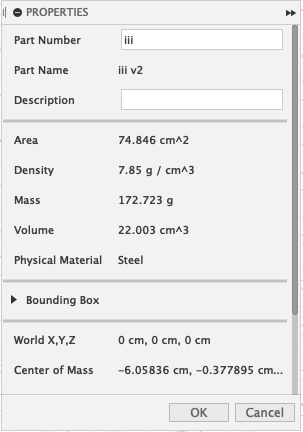 PROPERTIES
Part Number iii
Part Name iii v2
Description
Area 74.846 cm^2
Density 7.85 g / cm^3
Mass 172.723 g
Volume 22.003 cm^3
Physical Material Steel
Bounding Box
World X,Y,Z 0 cm, 0 cm, 0 cm
Center of Mass -6.05836 cm, -0.377895 cm...
OK Cancel